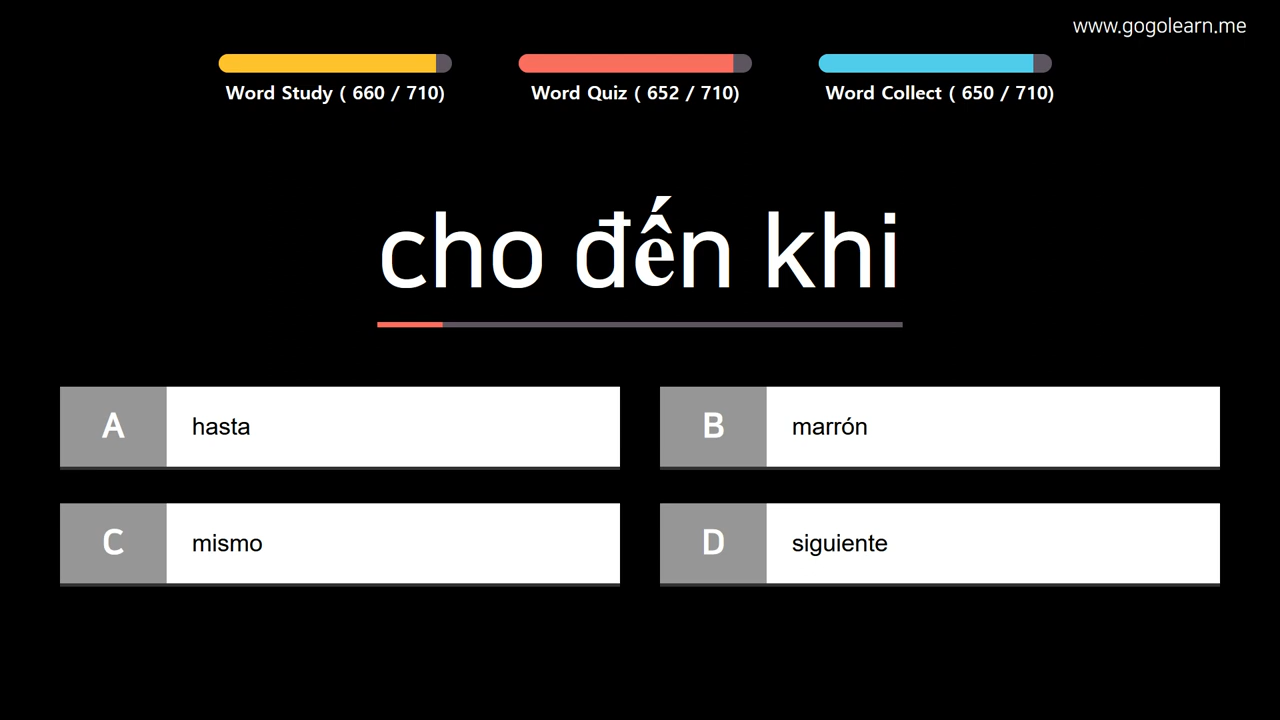 www.gogolearn.me
Word Study ( 660 / 710)
Word Quiz ( 652 / 710)
Word Collect ( 650 / 710)
cho đến khi
A hasta
B marrón
C mismo
D siguiente